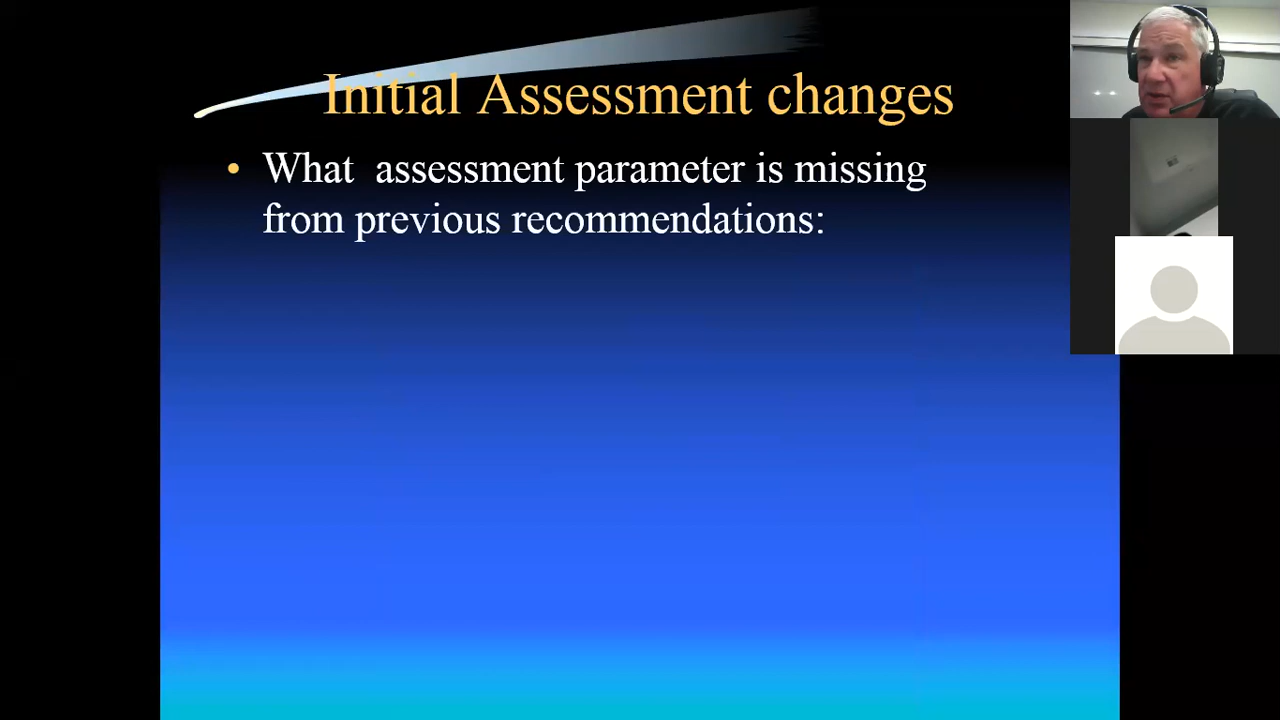 Initial Assessment changes
• What assessment parameter is missing
from previous recommendations: